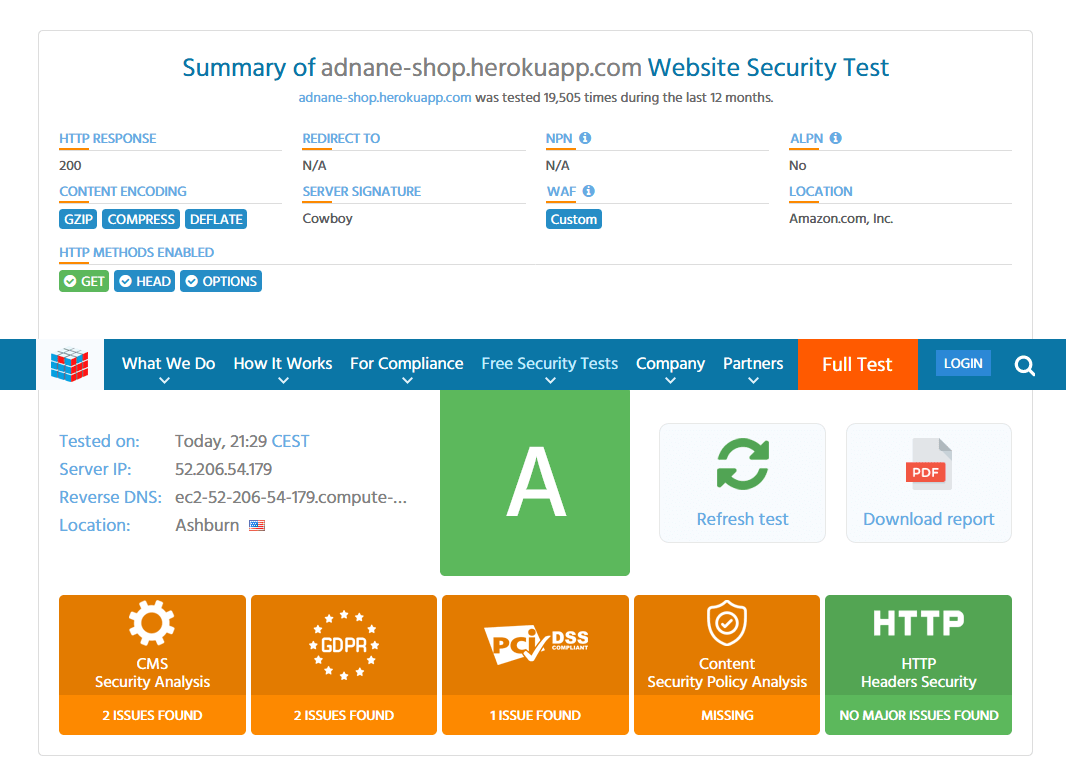 Summary of adnane-shop.herokuapp.com Website Security Test
adnane-shop.herokuapp.com was tested 19,505 times during the last 12 months.
HTTP RESPONSE
200
REDIRECT TO
N/A
NPN
N/A
ALPN
No
CONTENT ENCODING
GZIP COMPRESS DEFLATE
SERVER SIGNATURE
Cowboy
WAF
Custom
LOCATION
Amazon.com, Inc.
HTTP METHODS ENABLED
GET HEAD OPTIONS
What We Do How It Works For Compliance Free Security Tests Company Partners Full Test LOGIN
Tested on: Today, 21:29 CEST
Server IP: 52.206.54.179
Reverse DNS: ec2-52-206-54-179.compute-...
Location: Ashburn
A
Refresh test
PDF
Download report
CMS
Security Analysis
2 ISSUES FOUND
GDPR
2 ISSUES FOUND
PCI DSS
COMPLIANT
1 ISSUE FOUND
Content
Security Policy Analysis
MISSING
HTTP
HTTP
Headers Security
NO MAJOR ISSUES FOUND